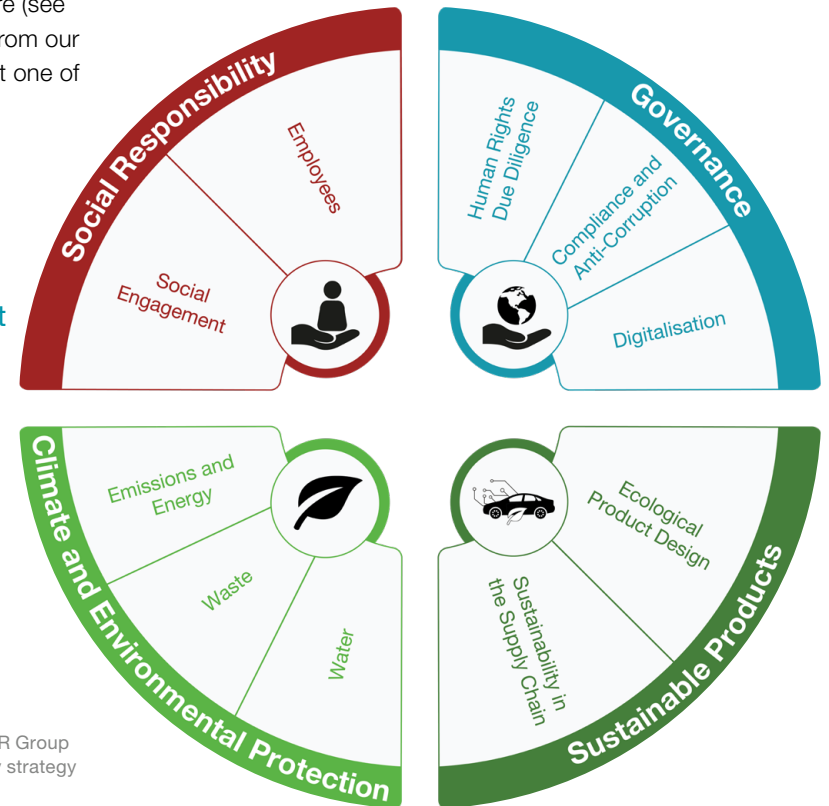 re (see
from our
t one of
t
Social Responsibility
Employees
Social
Engagement
Governance
Human Rights
Due Diligence
Compliance and
Anti-Corruption
Digitalisation
Climate and Environmental Protection
Emissions and
Energy
Waste
Water
Sustainable Products
Ecological
Product Design
Sustainability in
the Supply Chain
R Group
strategy